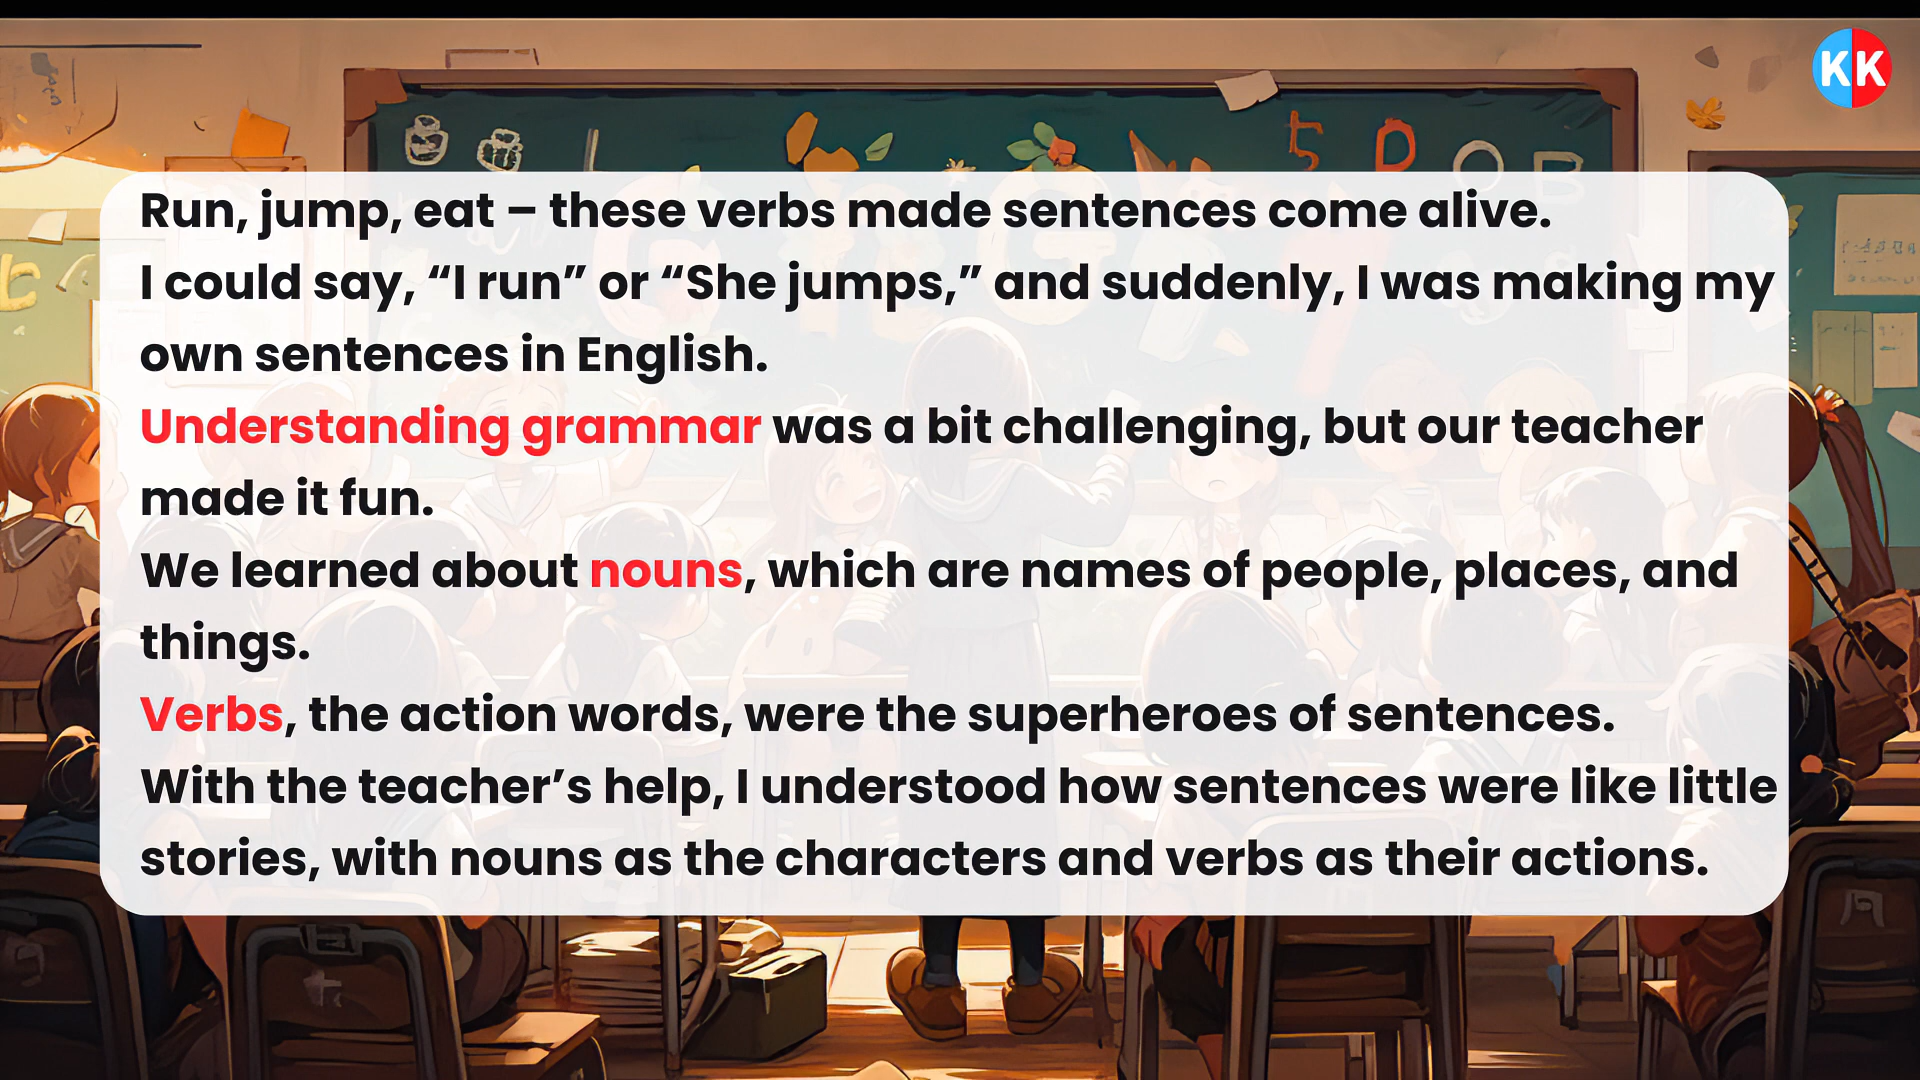 KK
Run, jump, eat – these verbs made sentences come alive.
I could say, “I run” or “She jumps,” and suddenly, I was making my
own sentences in English.
Understanding grammar was a bit challenging, but our teacher
made it fun.
We learned about nouns, which are names of people, places, and
things.
Verbs, the action words, were the superheroes of sentences.
With the teacher’s help, I understood how sentences were like little
stories, with nouns as the characters and verbs as their actions.